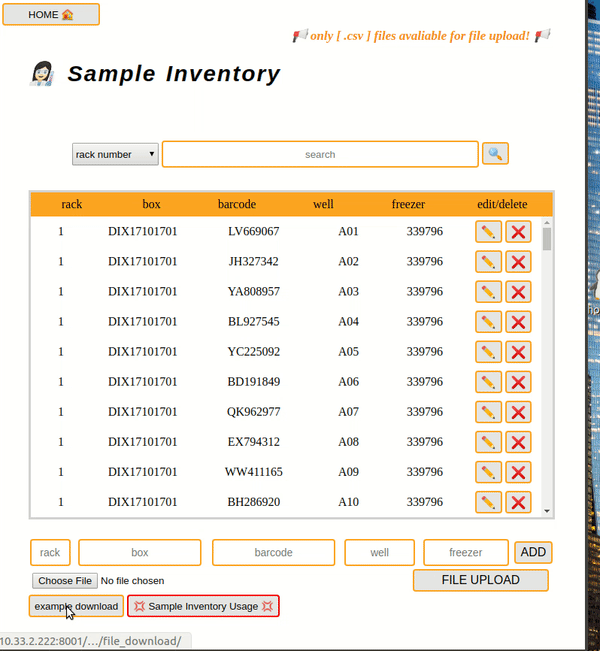 HOME
only [ .csv ] files avaliable for file upload!
Sample Inventory
rack number search
rack box barcode well freezer edit/delete
1 DIX17101701 LV669067 A01 339796
1 DIX17101701 JH327342 A02 339796
1 DIX17101701 YA808957 A03 339796
1 DIX17101701 BL927545 A04 339796
1 DIX17101701 YC225092 A05 339796
1 DIX17101701 BD191849 A06 339796
1 DIX17101701 QK962977 A07 339796
1 DIX17101701 EX794312 A08 339796
1 DIX17101701 WW411165 A09 339796
1 DIX17101701 BH286920 A10 339796
rack box barcode well freezer ADD
Choose File No file chosen FILE UPLOAD
example download Sample Inventory Usage
10.33.2.222:8001/.../file_download/